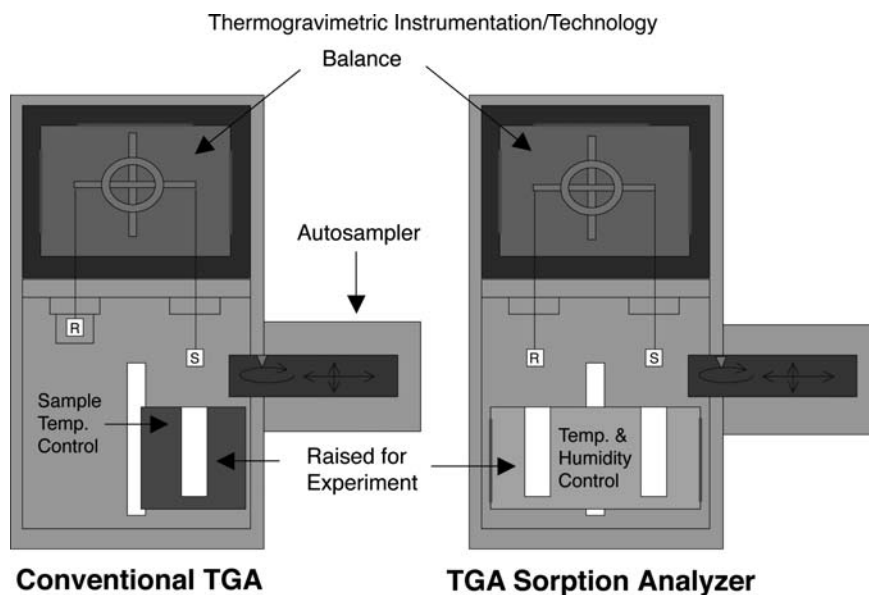 Thermogravimetric Instrumentation/Technology
Balance
Autosampler
R
S
R
S
Sample
Temp.
Control
Raised for
Experiment
Temp. &
Humidity
Control
Conventional TGA
TGA Sorption Analyzer